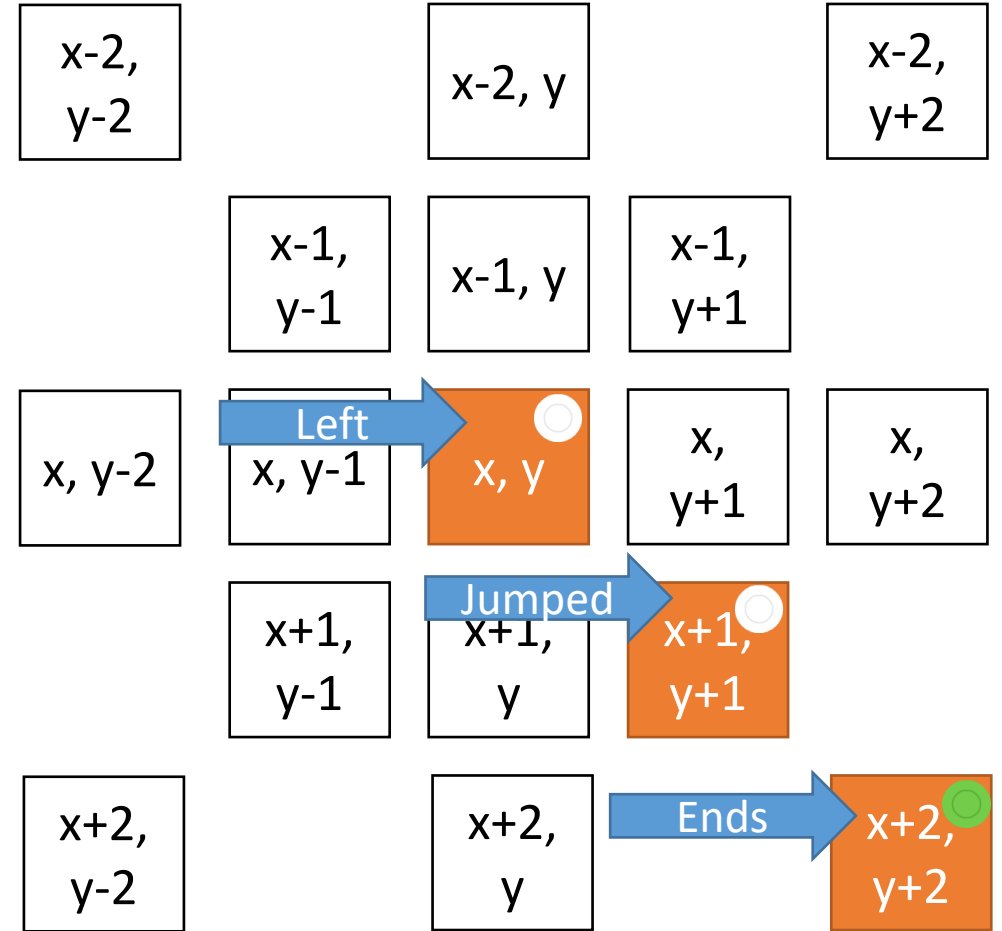 x-2,
y-2
x-2, y
x-2,
y+2
x-1,
y-1
x-1, y
x-1,
y+1
x, y-2
Left
x, y-1
x, y
x,
y+1
x,
y+2
x+1,
y-1
Jumped
x+1,
y
x+1,
y+1
x+2,
y-2
x+2,
y
Ends
x+2,
y+2